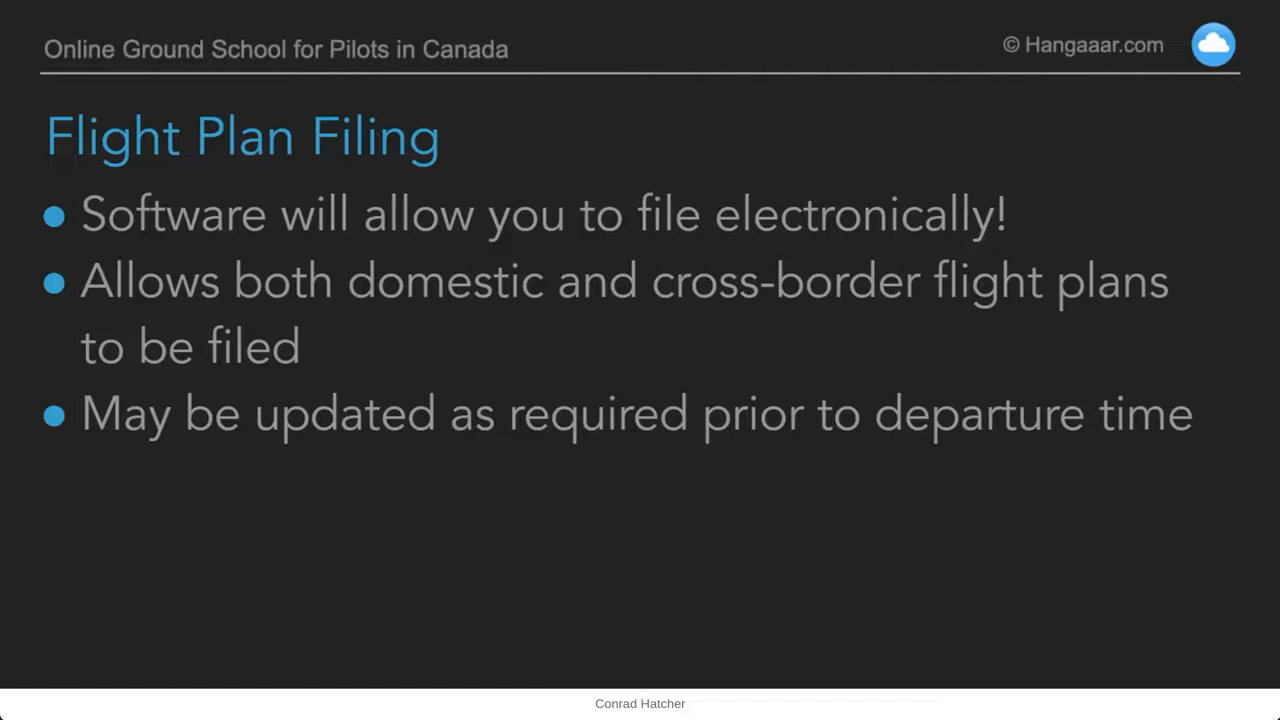 Online Ground School for Pilots in Canada
© Hangaaar.com
Flight Plan Filing
• Software will allow you to file electronically!
• Allows both domestic and cross-border flight plans
to be filed
• May be updated as required prior to departure time
Conrad Hatcher